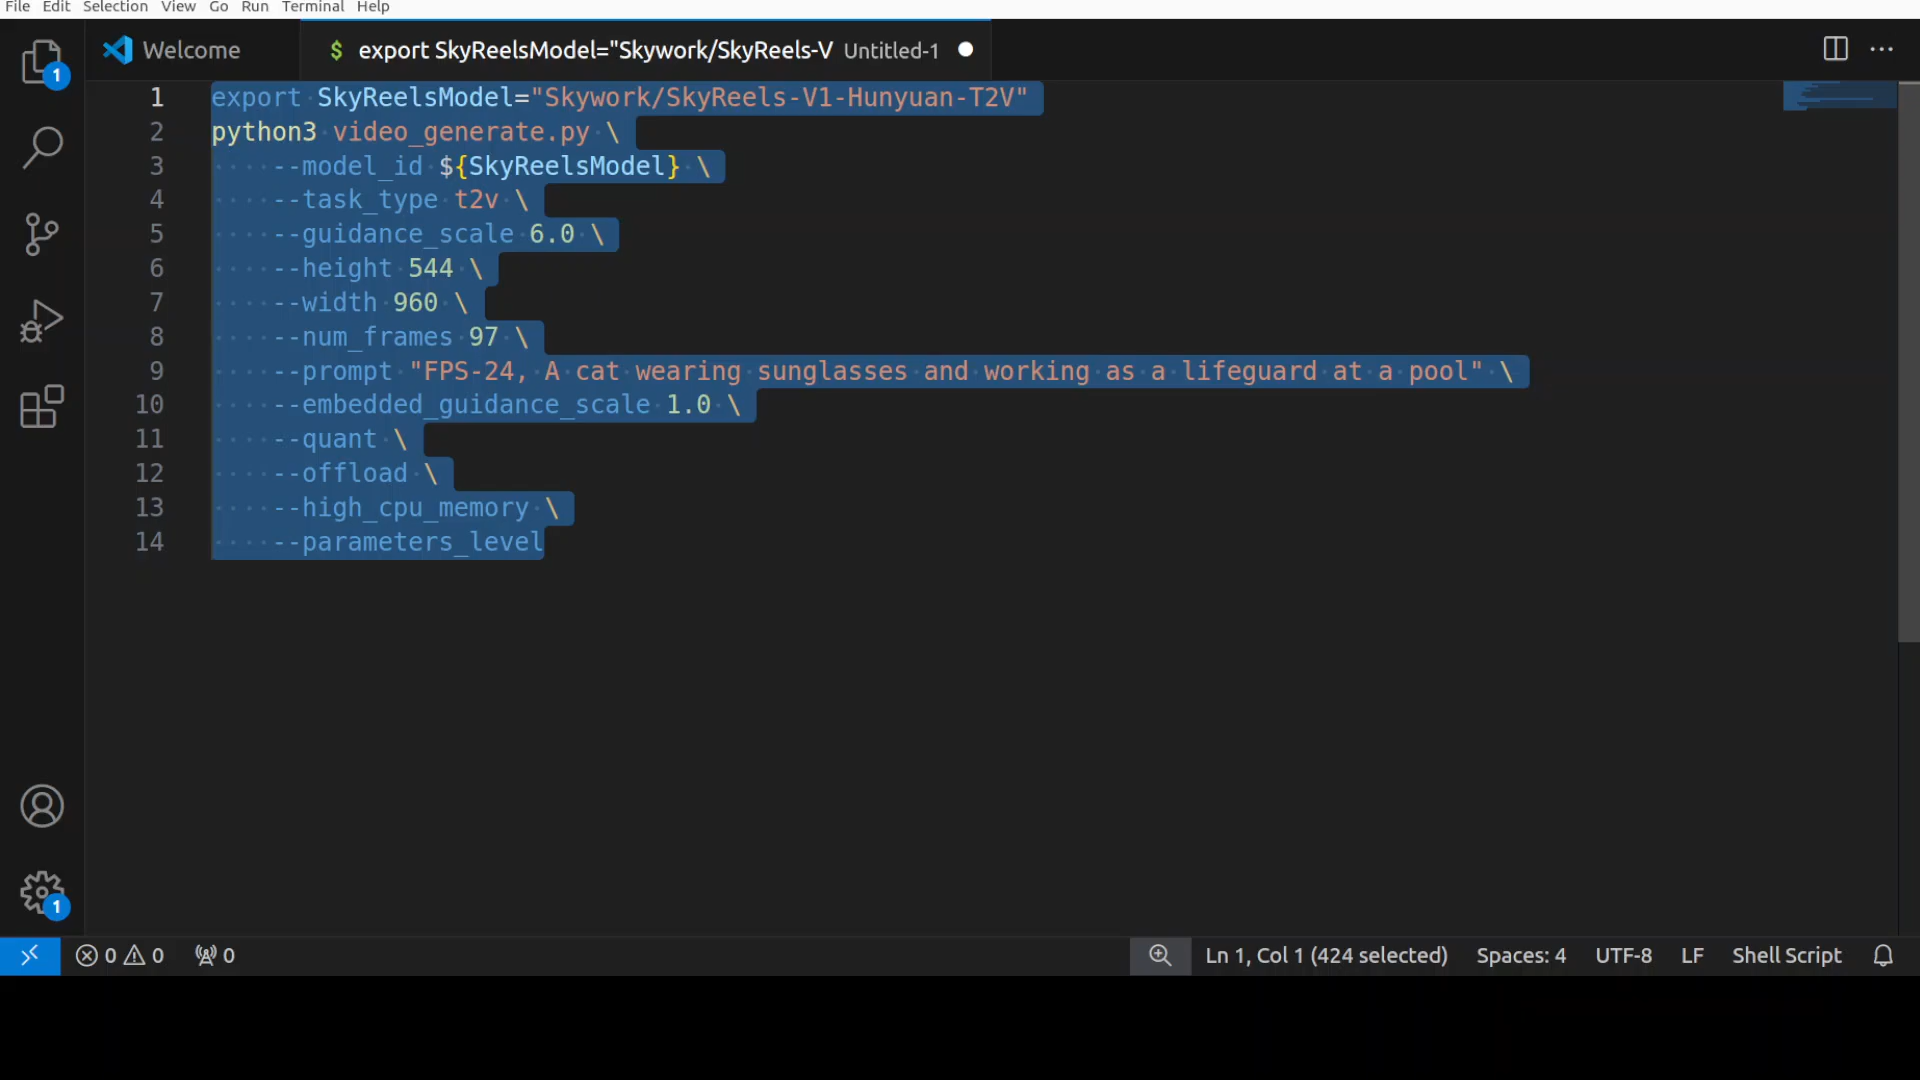 File Edit Selection View Go Run Terminal Help
Welcome
$ export SkyReelsModel="Skywork/SkyReels-V Untitled-1
1
1 export SkyReelsModel="Skywork/SkyReels-V1-Hunyuan-T2V"
2 python3 video_generate.py \
3     --model_id ${SkyReelsModel} \
4     --task_type t2v \
5     --guidance_scale 6.0 \
6     --height 544 \
7     --width 960 \
8     --num_frames 97 \
9     --prompt "FPS-24, A cat wearing sunglasses and working as a lifeguard at a pool" \
10     --embedded_guidance_scale 1.0 \
11     --quant \
12     --offload \
13     --high_cpu_memory \
14     --parameters_level
1
0 0 0 Ln 1, Col 1 (424 selected) Spaces: 4 UTF-8 LF Shell Script